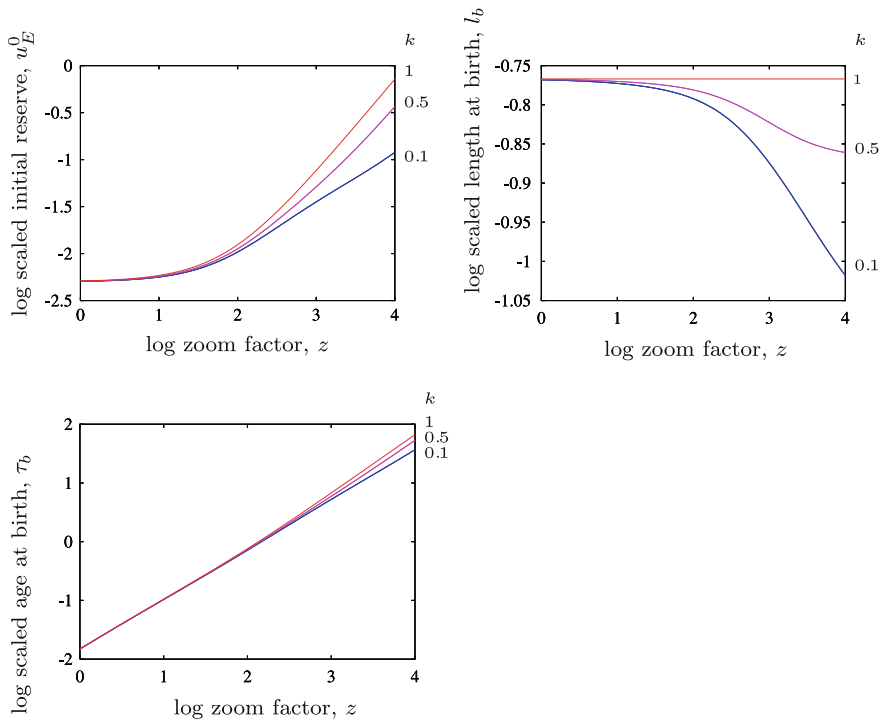 log scaled initial reserve, u_E^0
k
0
-0.5
-1
-1.5
-2
-2.5
1
0.5
0.1
0 1 2 3 4
log zoom factor, z
log scaled length at birth, l_b
k
-0.75
-0.8
-0.85
-0.9
-0.95
-1
-1.05
1
0.5
0.1
0 1 2 3 4
log zoom factor, z
log scaled age at birth, τ_b
k
2
1
0
-1
-2
1
0.5
0.1
0 1 2 3 4
log zoom factor, z